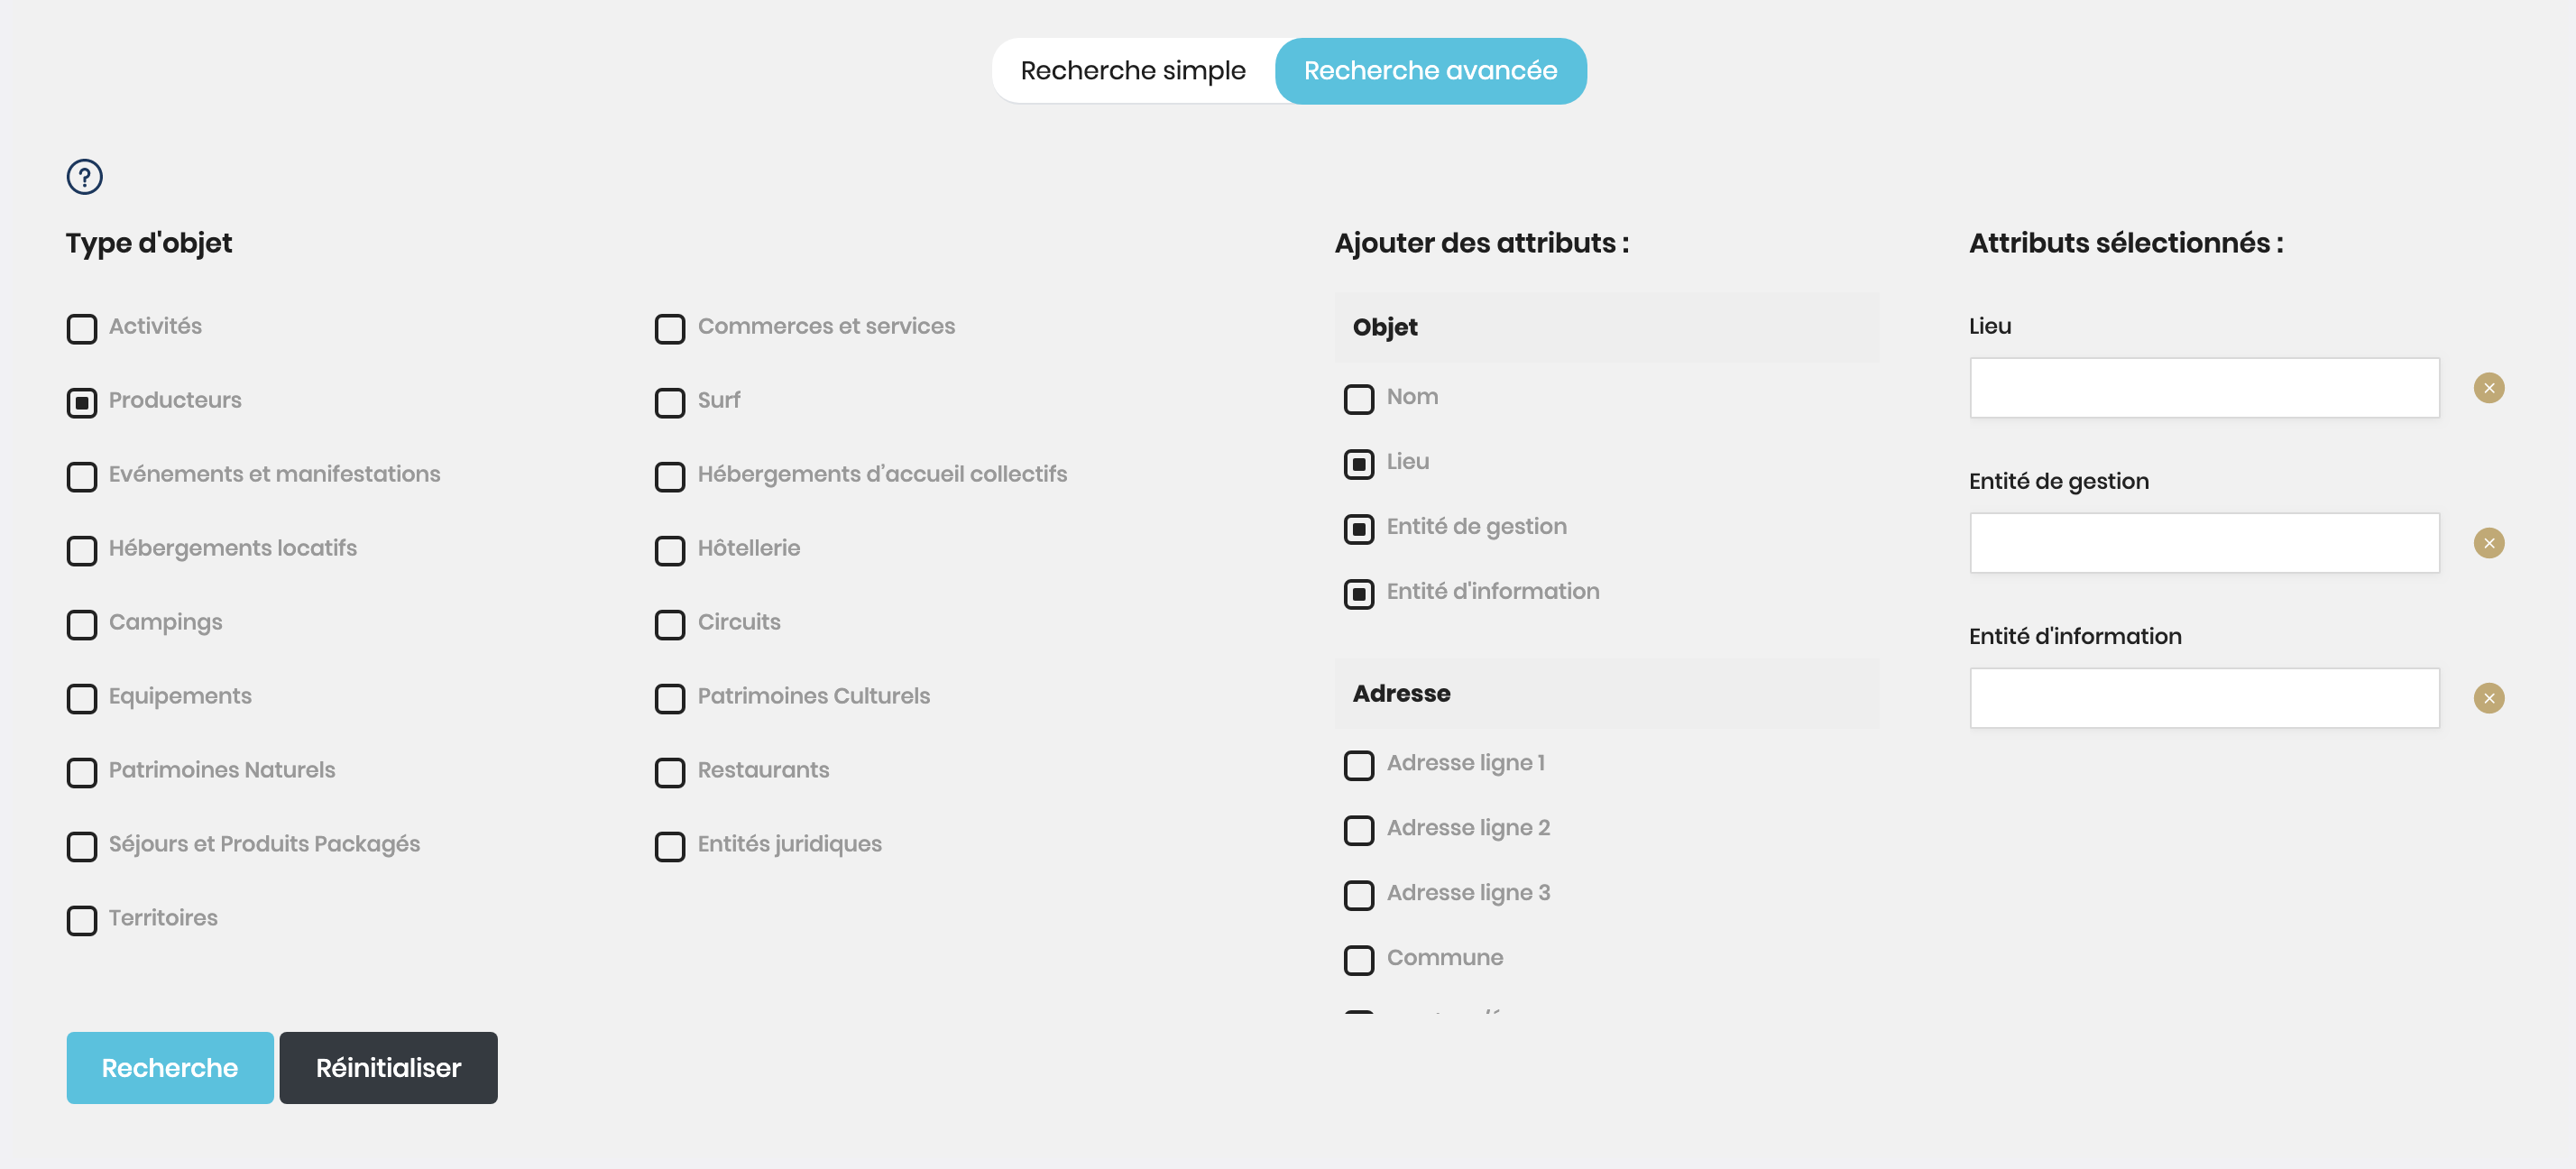 Recherche simple
Recherche avancée
?
Type d'objet
Activités
Producteurs
Evénements et manifestations
Hébergements locatifs
Campings
Equipements
Patrimoines Naturels
Séjours et Produits Packagés
Territoires
Commerces et services
Surf
Hébergements d'accueil collectifs
Hôtellerie
Circuits
Patrimoines Culturels
Restaurants
Entités juridiques
Ajouter des attributs :
Objet
Nom
Lieu
Entité de gestion
Entité d'information
Adresse
Adresse ligne 1
Adresse ligne 2
Adresse ligne 3
Commune
Attributs sélectionnés :
Lieu
Entité de gestion
Entité d'information
Recherche
Réinitialiser